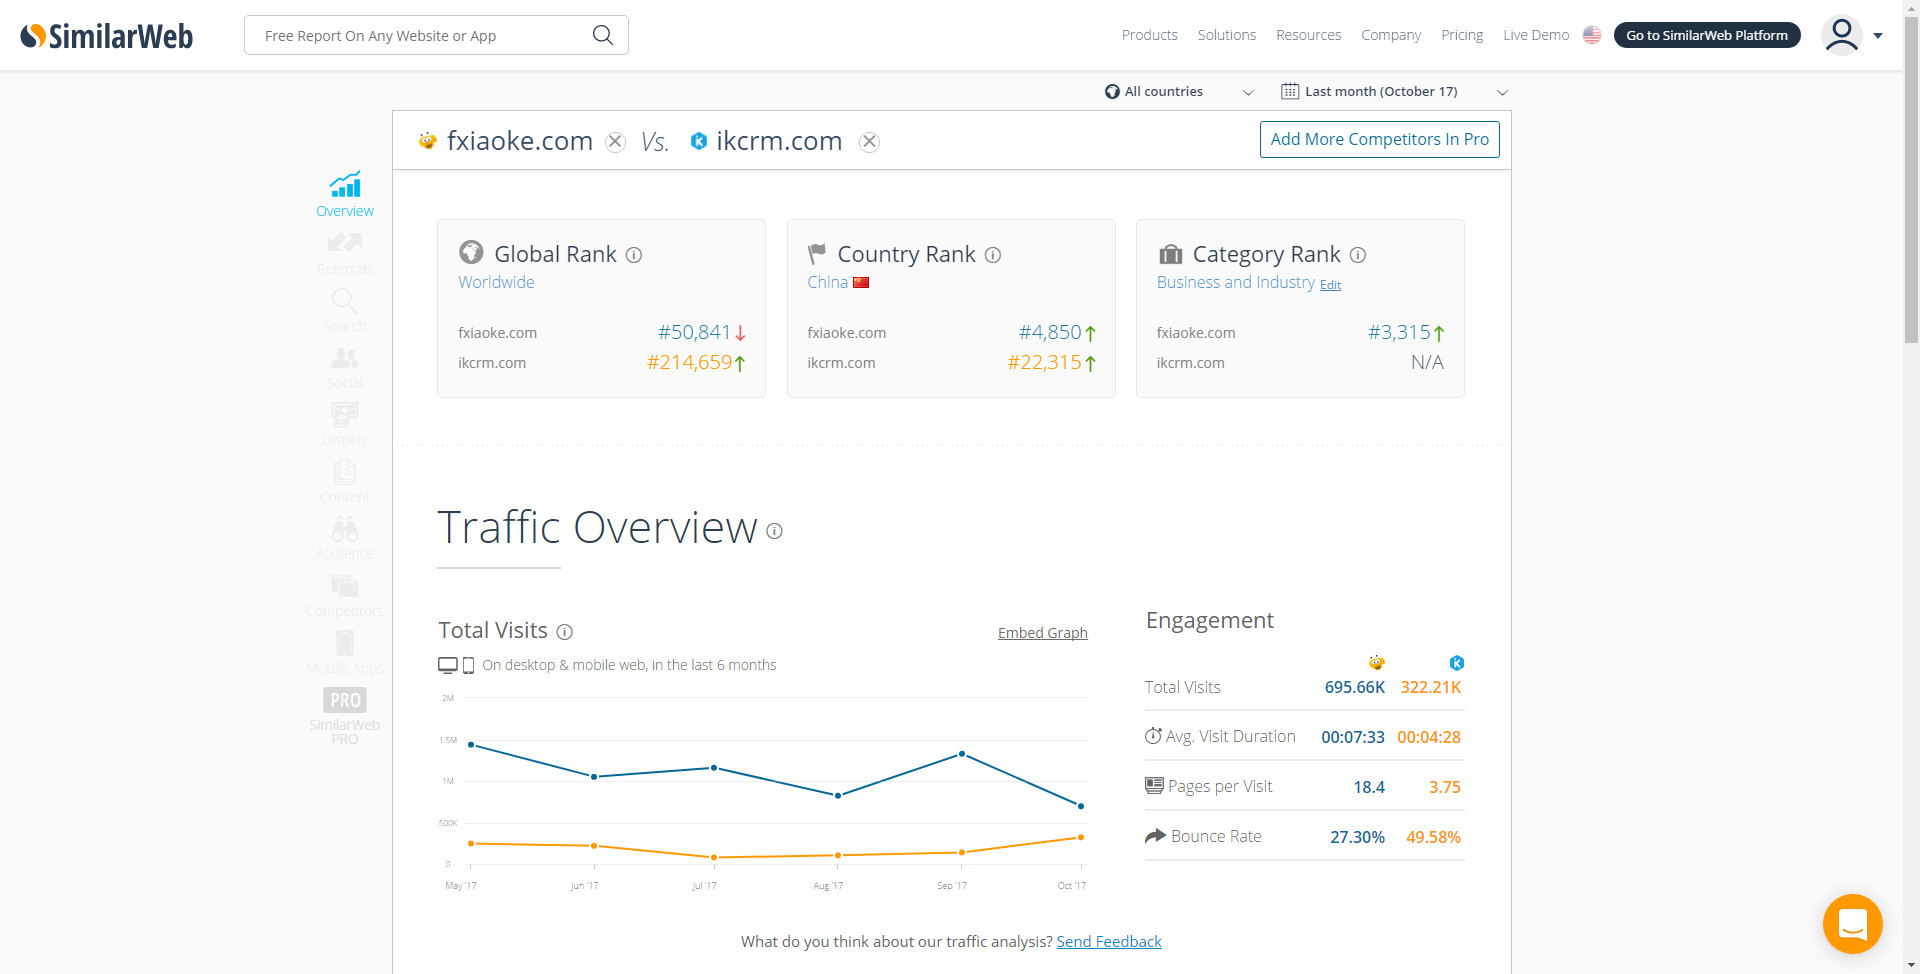 SimilarWeb
Free Report On Any Website or App
Products Solutions Resources Company Pricing Live Demo Go to SimilarWeb Platform
All countries Last month (October 17)
fxiaoke.com Vs. ikcrm.com Add More Competitors In Pro
Overview
Referrals
Search
Social
Display
Content
Audience
Competitors
Mobile Apps
PRO
SimilarWeb
PRO
Global Rank
Worldwide
fxiaoke.com #50,841
ikcrm.com #214,659
Country Rank
China
fxiaoke.com #4,850
ikcrm.com #22,315
Category Rank
Business and Industry Edit
fxiaoke.com #3,315
ikcrm.com N/A
Traffic Overview
Total Visits Embed Graph
On desktop & mobile web, in the last 6 months
2M
1.5M
1M
500K
0
May '17 Jun '17 Jul '17 Aug '17 Sep '17 Oct '17
Engagement
Total Visits 695.66K 322.21K
Avg. Visit Duration 00:07:33 00:04:28
Pages per Visit 18.4 3.75
Bounce Rate 27.30% 49.58%
What do you think about our traffic analysis? Send Feedback